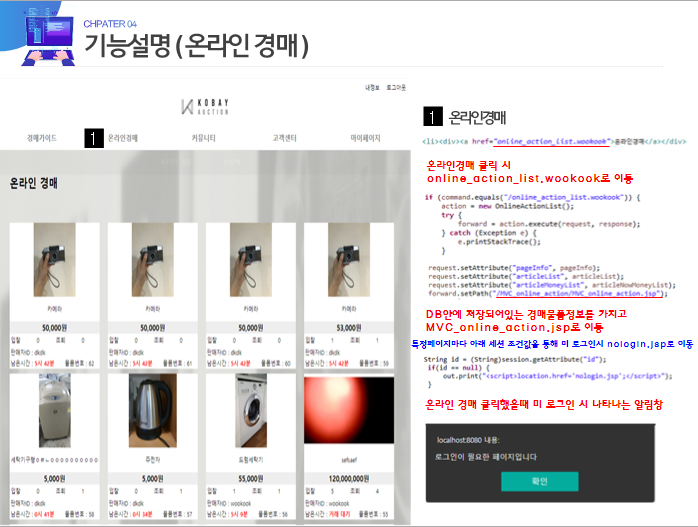 CHPATER 04
기능설명 ( 온라인 경매 )
내정보 로그아웃
KOBAY
AUCTION
경매가이드 1 온라인경매 커뮤니티 고객센터 마이페이지
온라인 경매
카메라 카메라 카메라 카메라
50,000원 50,000원 50,000원 53,000원
입찰 0 조회 1 입찰 0 조회 0 입찰 0 조회 0 입찰 1 조회 1
판매자ID : dkdk 판매자ID : dkdk 판매자ID : dkdk 판매자ID : dkdk
남은시간 : 5시 43분 물품번호 : 62 남은시간 : 5시 43분 물품번호 : 61 남은시간 : 5시 43분 물품번호 : 60 남은시간 : 5시 43분 물품번호 : 59
주전자 드럼세탁기 sefsaef
5,000원 5,000원 55,000원 120,000,000원
입찰 0 조회 1 입찰 0 조회 1 입찰 1 조회 1 입찰 3 조회 4
판매자ID : dkdk 판매자ID : dkdk 판매자ID : wookook 판매자ID : wookook
남은시간 : 0시 41분 물품번호 : 58 남은시간 : 0시 34분 물품번호 : 57 남은시간 : 5시 9분 물품번호 : 56 남은시간 : 거래 대기 물품번호 : 55
1 온라인경매
<li><div><a href="online_action_list.wookook">온라인경매</a></div>
온라인경매 클릭 시
online_action_list.wookook로 이동
if (command.equals("/online_action_list.wookook")) {
action = new OnlineActionList();
try {
forward = action.execute(request, response);
} catch (Exception e) {
e.printStackTrace();
}
request.setAttribute("pageInfo", pageInfo);
request.setAttribute("articleList", articleList);
request.setAttribute("articleMoneyList", articleNowMoneyList);
forward.setPath("/MVC_online_action/MVC_online_action.jsp");
DB안에 저장되어있는 경매물품정보를 가지고
MVC_online_action.jsp로 이동
특정페이지마다 아래 세션 조건값을 통해 미 로그인시 nologin.jsp로 이동
String id = (String)session.getAttribute("id");
if(id == null) {
out.print("<script>location.href='nologin.jsp';</script>");
}
온라인 경매 클릭했을때 미 로그인 시 나타나는 알림창
localhost:8080 내용:
로그인이 필요한 페이지입니다
확인